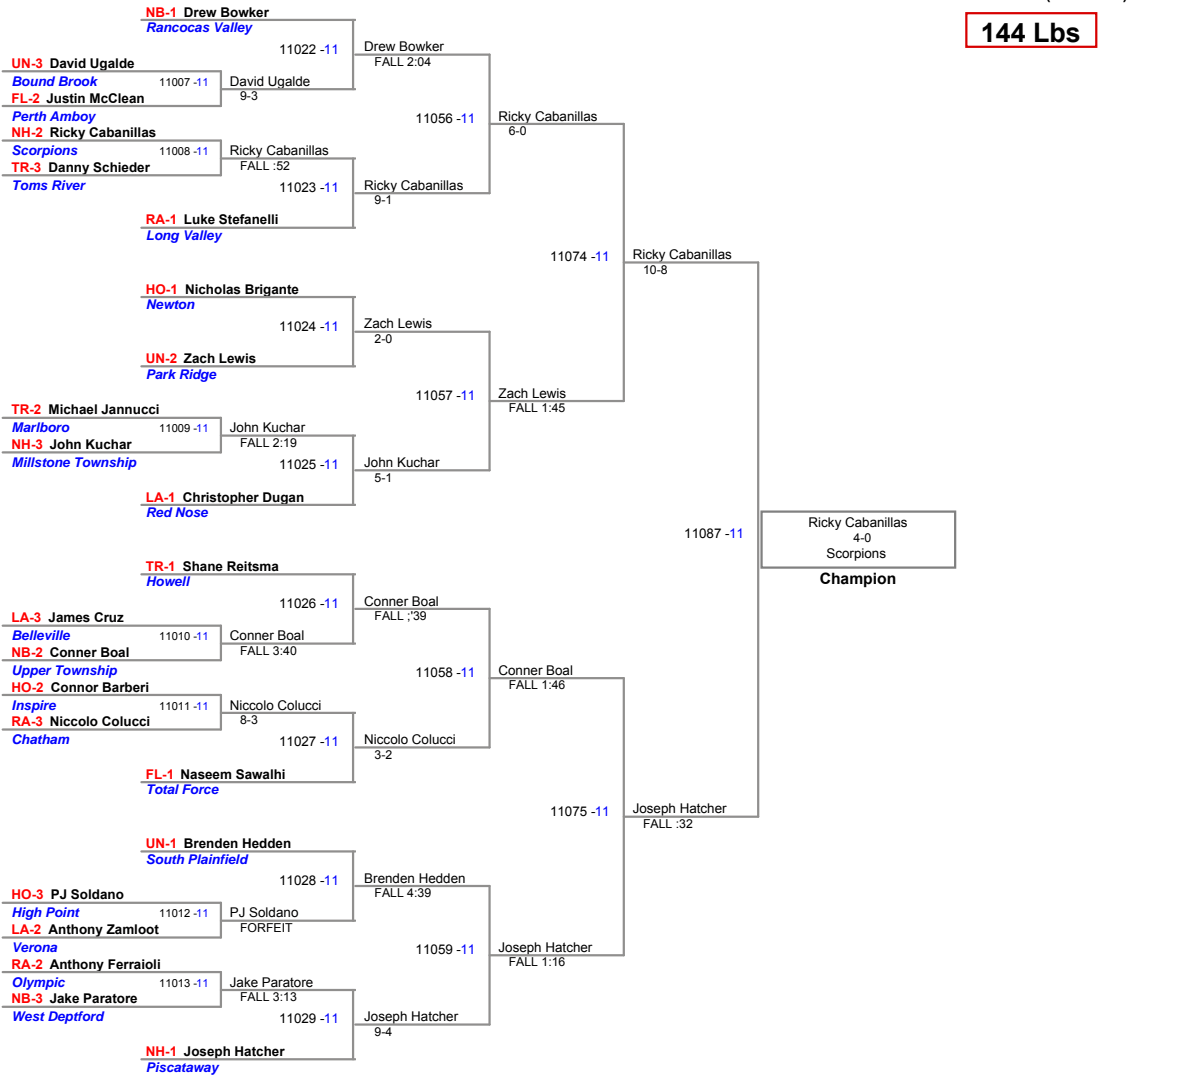 144 Lbs
NB-1 Drew Bowker
Rancocas Valley
11022 -11
Drew Bowker
FALL 2:04
UN-3 David Ugalde
Bound Brook
11007 -11
David Ugalde
9-3
FL-2 Justin McClean
Perth Amboy
11056 -11
Ricky Cabanillas
6-0
NH-2 Ricky Cabanillas
Scorpions
11008 -11
Ricky Cabanillas
FALL :52
TR-3 Danny Schieder
Toms River
11023 -11
Ricky Cabanillas
9-1
RA-1 Luke Stefanelli
Long Valley
11074 -11
Ricky Cabanillas
10-8
HO-1 Nicholas Brigante
Newton
11024 -11
Zach Lewis
2-0
UN-2 Zach Lewis
Park Ridge
11057 -11
Zach Lewis
FALL 1:45
TR-2 Michael Jannucci
Marlboro
11009 -11
John Kuchar
FALL 2:19
NH-3 John Kuchar
Millstone Township
11025 -11
John Kuchar
5-1
LA-1 Christopher Dugan
Red Nose
11087 -11
Ricky Cabanillas
4-0
Scorpions
Champion
TR-1 Shane Reitsma
Howell
11026 -11
Conner Boal
FALL ;'39
LA-3 James Cruz
Belleville
11010 -11
Conner Boal
FALL 3:40
NB-2 Conner Boal
Upper Township
11058 -11
Conner Boal
FALL 1:46
HO-2 Connor Barberi
Inspire
11011 -11
Niccolo Colucci
8-3
RA-3 Niccolo Colucci
Chatham
11027 -11
Niccolo Colucci
3-2
FL-1 Naseem Sawalhi
Total Force
11075 -11
Joseph Hatcher
FALL :32
UN-1 Brenden Hedden
South Plainfield
11028 -11
Brenden Hedden
FALL 4:39
HO-3 PJ Soldano
High Point
11012 -11
PJ Soldano
FORFEIT
LA-2 Anthony Zamloot
Verona
11059 -11
Joseph Hatcher
FALL 1:16
RA-2 Anthony Ferraioli
Olympic
11013 -11
Jake Paratore
FALL 3:13
NB-3 Jake Paratore
West Deptford
11029 -11
Joseph Hatcher
9-4
NH-1 Joseph Hatcher
Piscataway